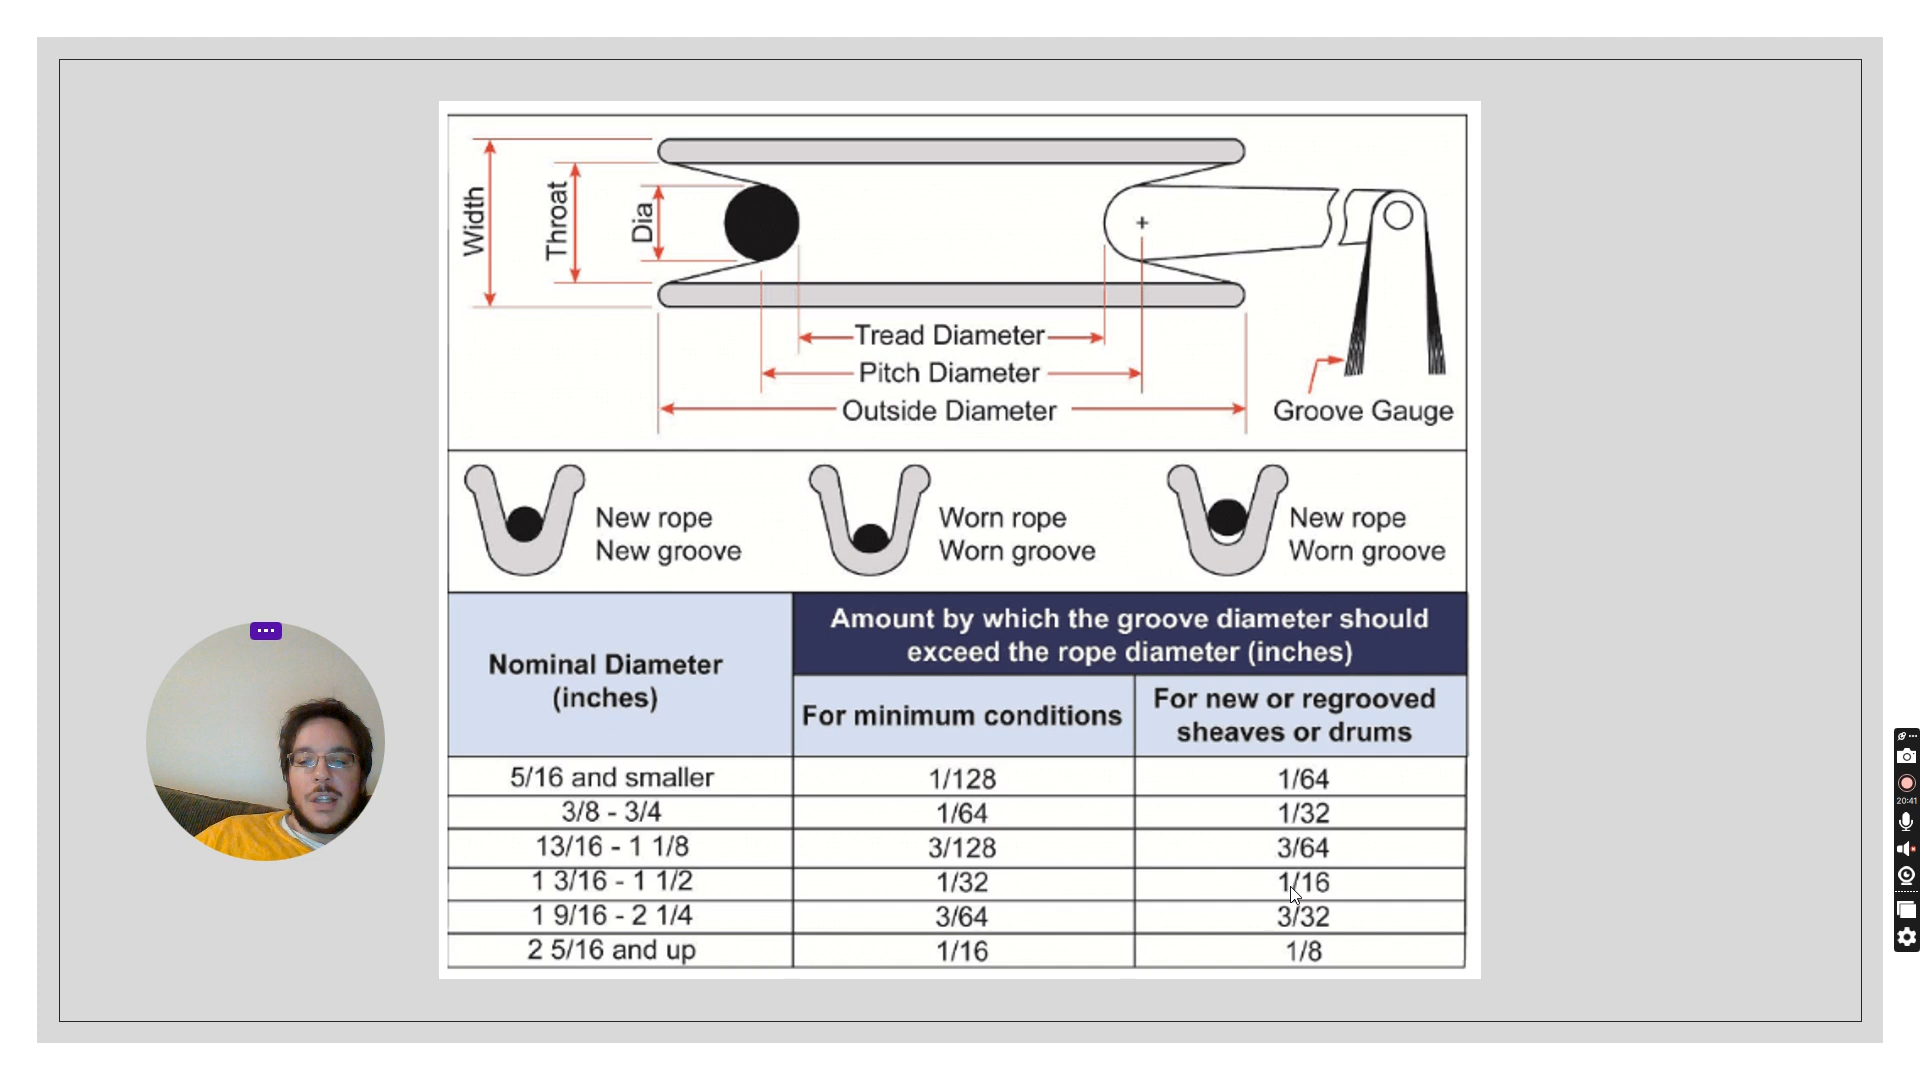 Width
Throat
Dia
Tread Diameter
Pitch Diameter
Outside Diameter
Groove Gauge
New rope
New groove
Worn rope
Worn groove
New rope
Worn groove
Nominal Diameter
(inches)
Amount by which the groove diameter should
exceed the rope diameter (inches)
For minimum conditions
For new or regrooved
sheaves or drums
5/16 and smaller 1/128 1/64
3/8 - 3/4 1/64 1/32
13/16 - 1 1/8 3/128 3/64
1 3/16 - 1 1/2 1/32 1/16
1 9/16 - 2 1/4 3/64 3/32
2 5/16 and up 1/16 1/8
20:41